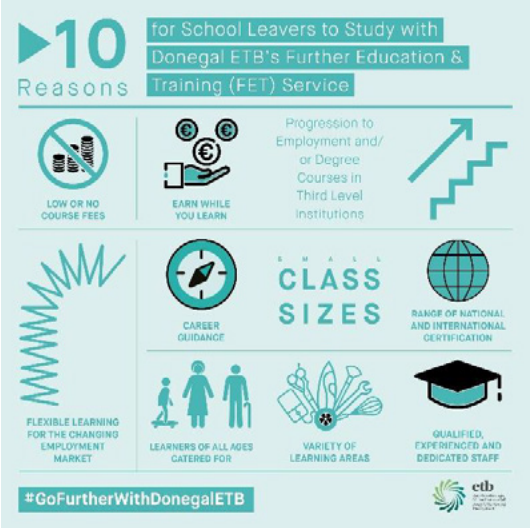 10
Reasons
for School Leavers to Study with
Donegal ETB's Further Education &
Training (FET) Service
LOW OR NO
COURSE FEES
EARN WHILE
YOU LEARN
Progression to
Employment and/
or Degree
Courses in
Third Level
Institutions
FLEXIBLE LEARNING
FOR THE CHANGING
EMPLOYMENT
MARKET
CAREER
GUIDANCE
SMALL
CLASS
SIZES
RANGE OF NATIONAL
AND INTERNATIONAL
CERTIFICATION
LEARNERS OF ALL AGES
CATERED FOR
VARIETY OF
LEARNING AREAS
QUALIFIED,
EXPERIENCED AND
DEDICATED STAFF
#GoFurtherWithDonegalETB
etb